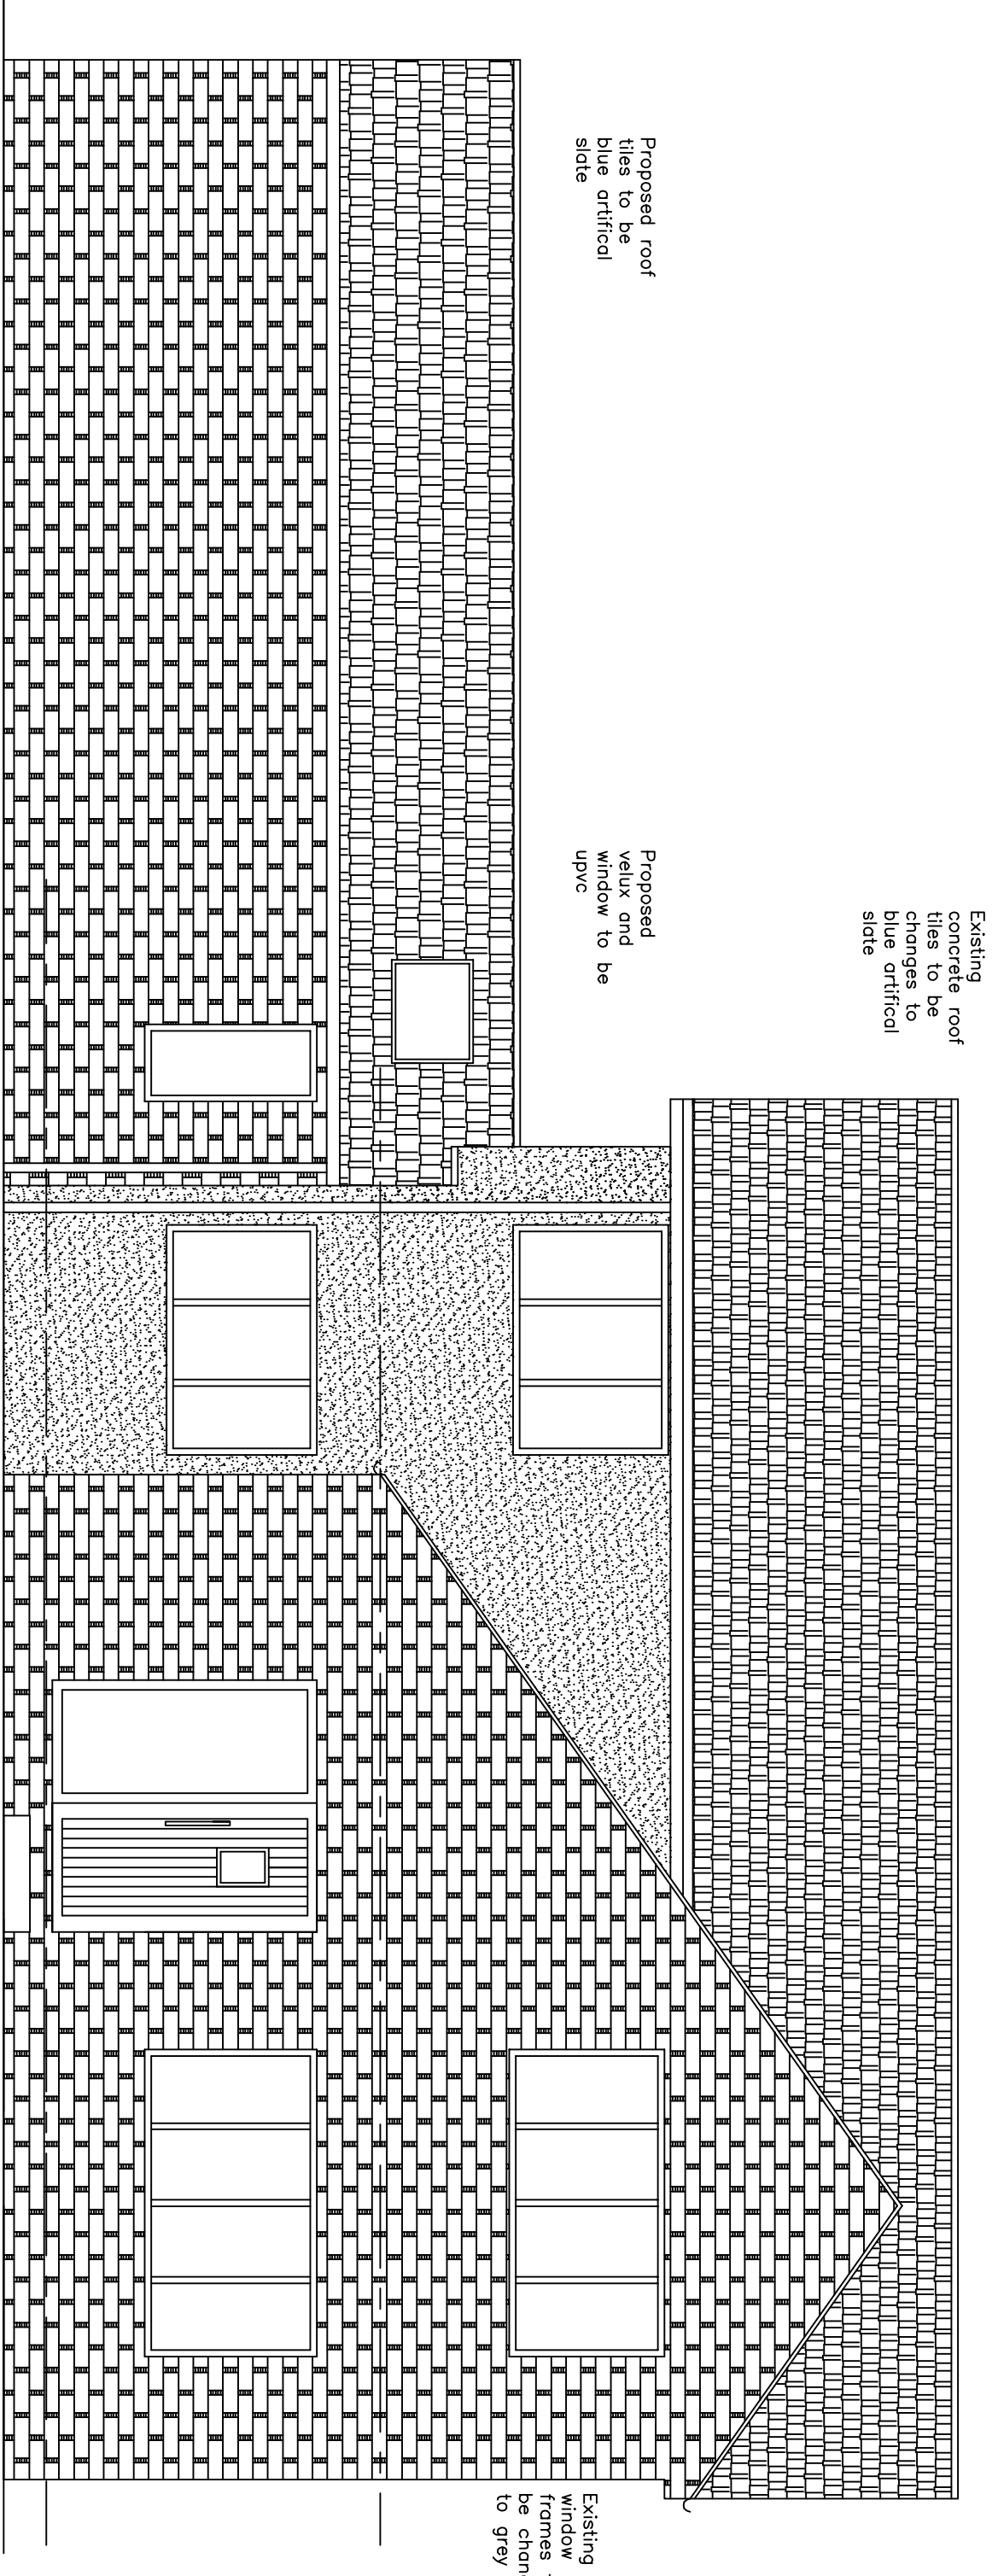 Proposed roof
tiles to be
blue artifical
slate
Proposed
velux and
window to be
upvc
Existing
concrete roof
tiles to be
changes to
blue artifical
slate
Existing
window
frames
be
to grey